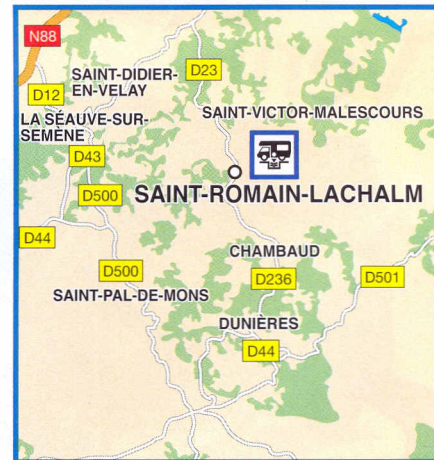 N88
SAINT-DIDIER-
EN-VELAY
D23
D12
LA SÉAUVE-SUR-
SEMÈNE
SAINT-VICTOR-MALESCOURS
D43
D500
SAINT-ROMAIN-LACHALM
D44
CHAMBAUD
D500
D236
D501
SAINT-PAL-DE-MONS
DUNIÈRES
D44